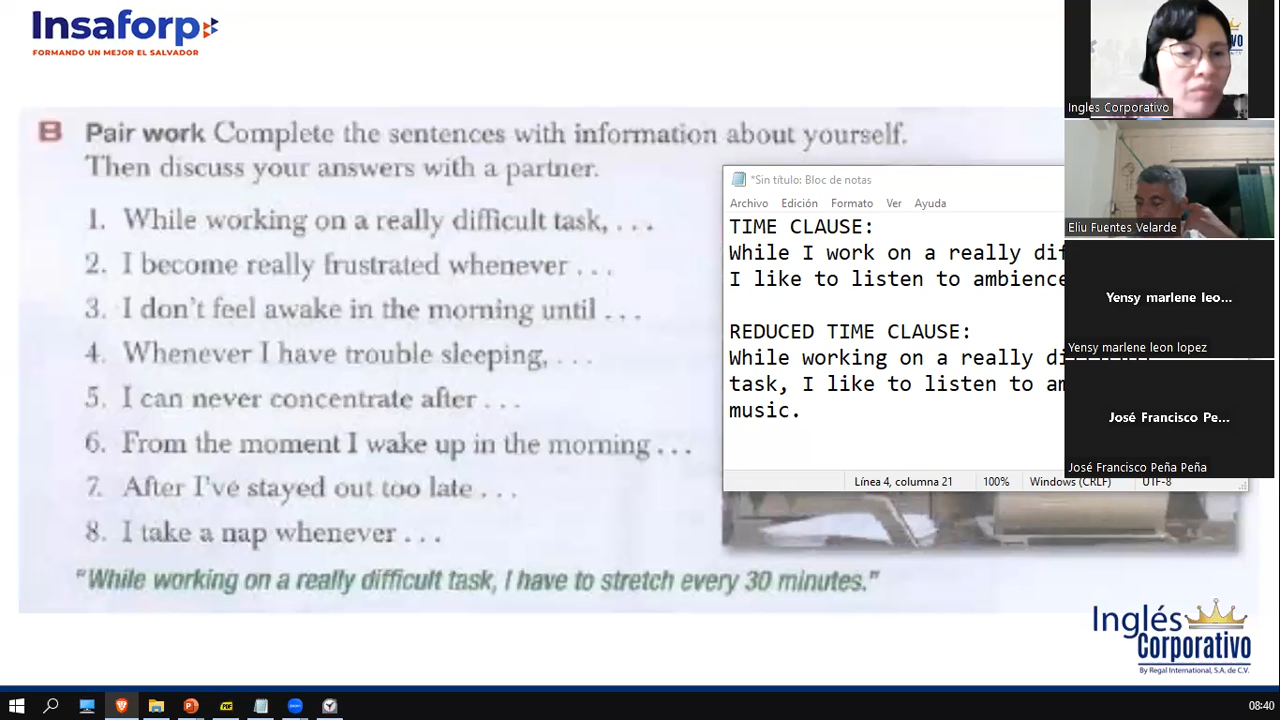 Insaforp
FORMANDO UN MEJOR EL SALVADOR
B Pair work Complete the sentences with information about yourself.
Then discuss your answers with a partner.
1. While working on a really difficult task, . . .
2. I become really frustrated whenever . . .
3. I don't feel awake in the morning until . . .
4. Whenever I have trouble sleeping, . . .
5. I can never concentrate after . . .
6. From the moment I wake up in the morning . . .
7. After I've stayed out too late . . .
8. I take a nap whenever . . .
"While working on a really difficult task, I have to stretch every 30 minutes."
*Sin título: Bloc de notas
Archivo Edición Formato Ver Ayuda
TIME CLAUSE:
While I work on a really
I like to listen to ambience
REDUCED TIME CLAUSE:
While working on a really
task, I like to listen to
music.
Línea 4, columna 21 100% Windows (CRLF) UTF-8
Ingles Corporativo
Eliu Fuentes Velarde
Yensy marlene leo...
Yensy marlene leon lopez
José Francisco Pe...
José Francisco Peña Peña
Inglés
Corporativo
By Regal International, S.A. de C.V.
08:40